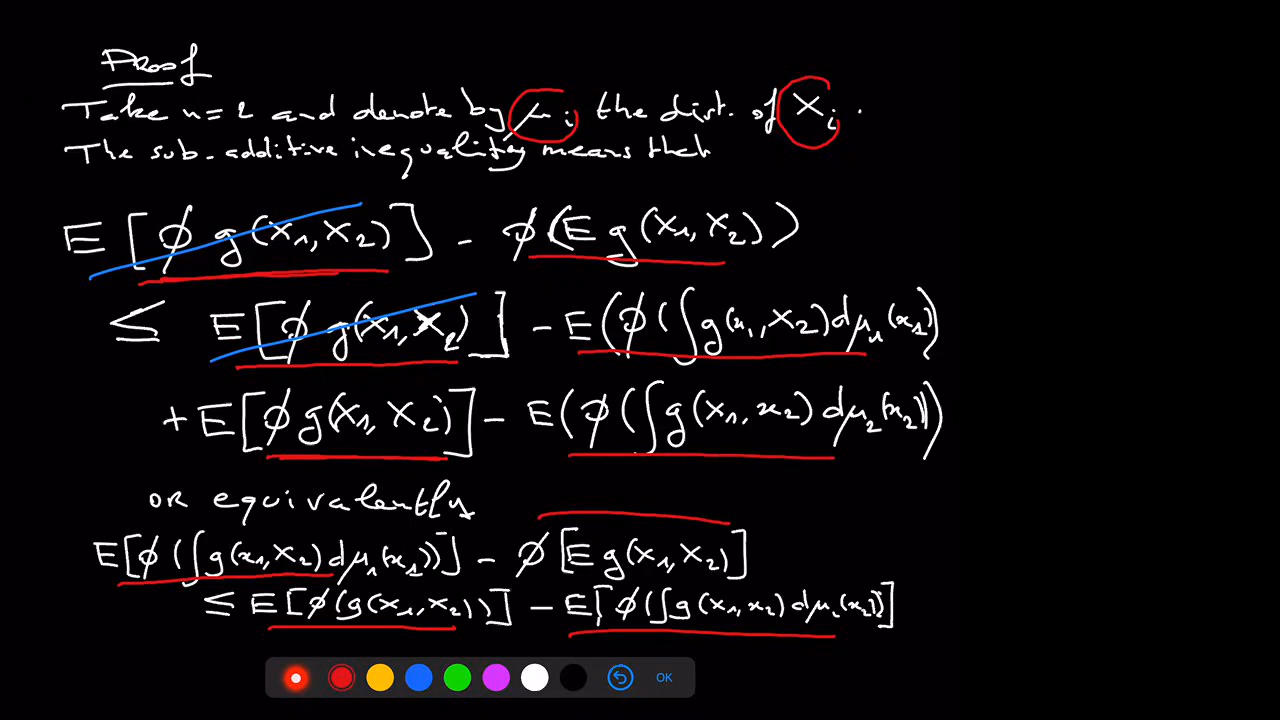 Proof
Take n=2 and denote by μi the dist. of Xi.
The sub-additive inequality means that
E[ϕ g(X1, X2)] - ϕ(E g(X1, X2))
≤ E[ϕ g(X1, X2)] - E(ϕ(∫g(x1, X2) dμ1(x1))
+ E[ϕ g(X1, X2)] - E(ϕ(∫g(X1, x2) dμ2(x2)))
OR equivalently
E[ϕ(∫g(x1, X2) dμ1(x1))] - ϕ[E g(X1, X2)]
≤ E[ϕ(g(X1, X2))] - E[ϕ(∫g(X1, x2) dμ2(x2))]
OK